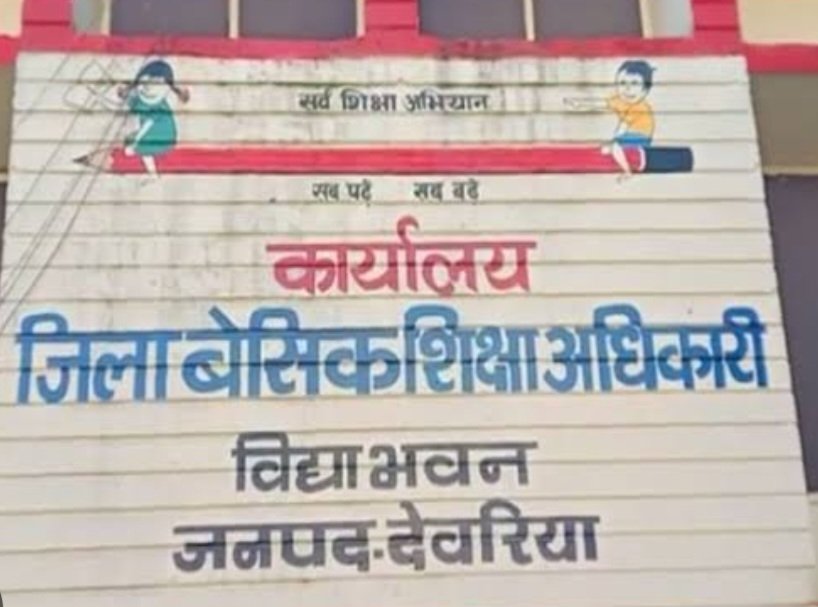 सर्व शिक्षा अभियान
सब पढ़ें सब बढ़ें
कार्यालय
जिला बेसिक शिक्षा अधिकारी
विद्या भवन
जनपद-देवरिया